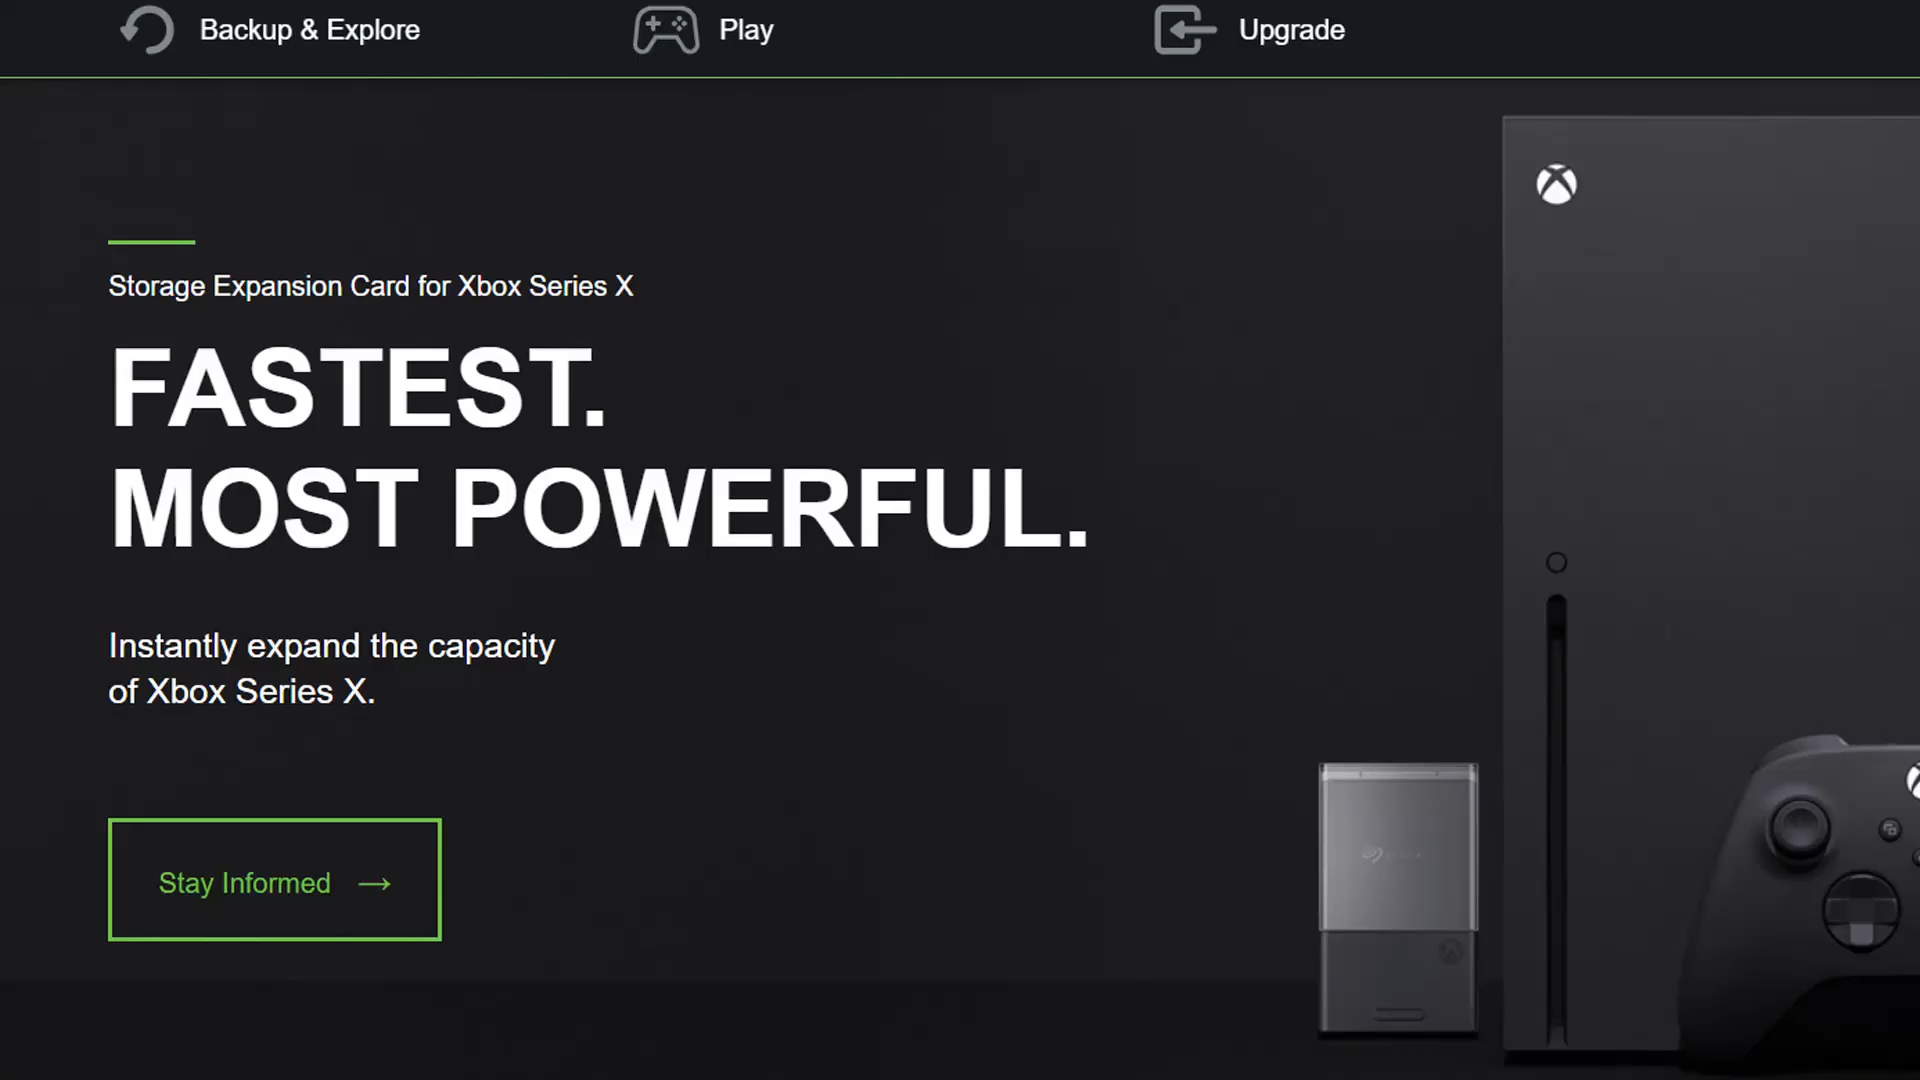 Backup & Explore
Play
Upgrade
Storage Expansion Card for Xbox Series X
FASTEST.
MOST POWERFUL.
Instantly expand the capacity
of Xbox Series X.
Stay Informed →